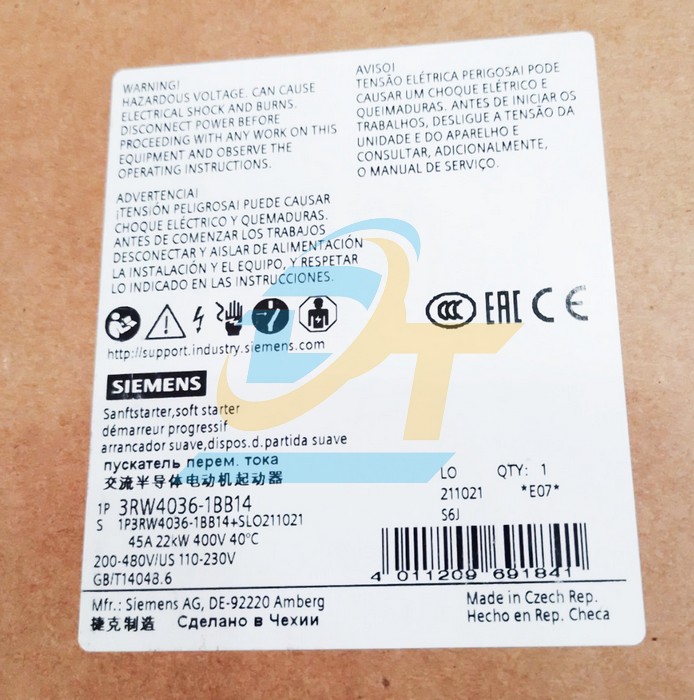 WARNING!
HAZARDOUS VOLTAGE. CAN CAUSE
ELECTRICAL SHOCK AND BURNS.
DISCONNECT POWER BEFORE
PROCEEDING WITH ANY WORK ON THIS
EQUIPMENT AND OBSERVE THE
OPERATING INSTRUCTIONS.
AVISO!
TENSÃO ELÉTRICA PERIGOSA! PODE
CAUSAR UM CHOQUE ELÉTRICO E
QUEIMADURAS. ANTES DE INICIAR OS
TRABALHOS, DESLIGUE A TENSÃO DA
UNIDADE E DO APARELHO E
CONSULTAR, ADICIONALMENTE,
O MANUAL DE SERVIÇO.
ADVERTENCIA!
¡TENSIÓN PELIGROSA! PUEDE CAUSAR
CHOQUE ELÉCTRICO Y QUEMADURAS.
ANTES DE COMENZAR LOS TRABAJOS
DESCONECTAR Y AISLAR DE ALIMENTACIÓN
LA INSTALACIÓN Y EL EQUIPO, Y RESPETAR
LO INDICADO EN LAS INSTRUCCIONES.
CCC EAC CE
http://support.industry.siemens.com
DT
SIEMENS
Sanftstarter,soft starter
démarreur progressif
arrancador suave,dispos.d.partida suave
пускатель перем. тока
交流半导体电动机起动器
1P 3RW4036-1BB14
S 1P3RW4036-1BB14+SLO211021
45A 22kW 400V 40°C
200-480V/US 110-230V
GB/T14048.6
LO QTY: 1
211021 *E07*
S6J
4 011209 691841
Mfr.: Siemens AG, DE-92220 Amberg
捷克制造 Сделано в Чехии
Made in Czech Rep.
Hecho en Rep. Checa